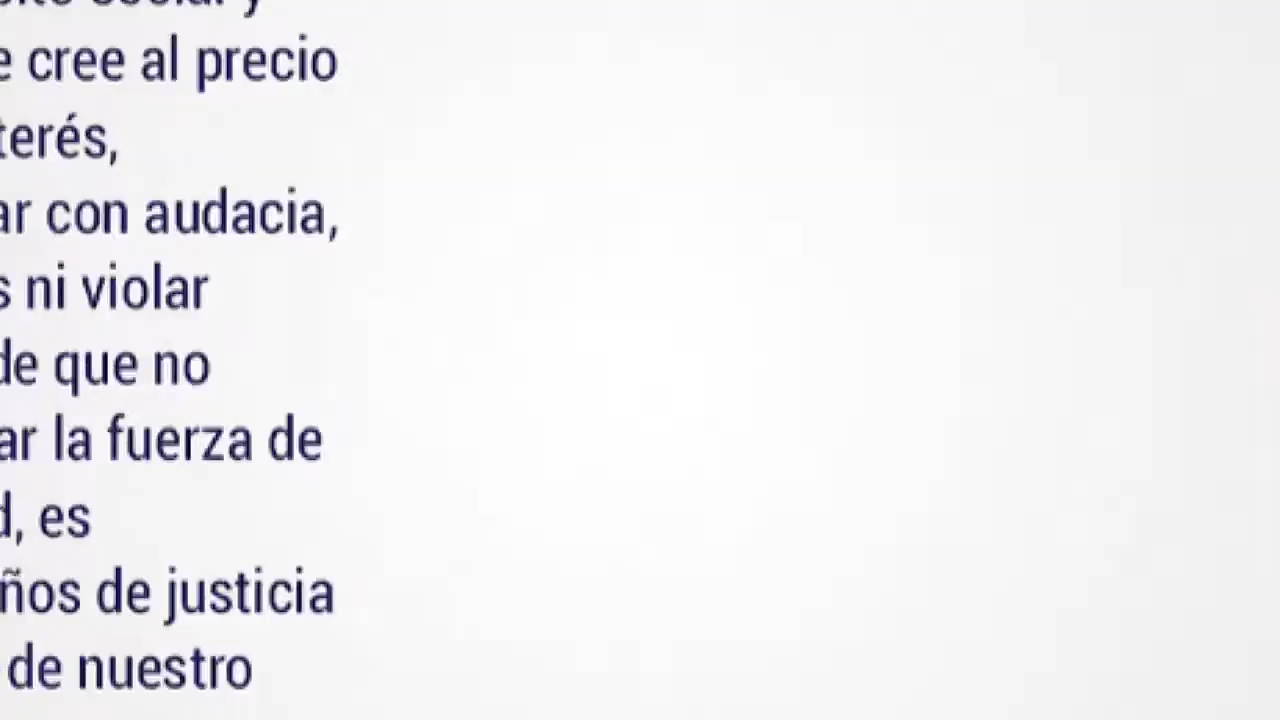 cree al precio
terés,
ar con audacia,
s ni violar
de que no
ar la fuerza de
d, es
ños de justicia
de nuestro